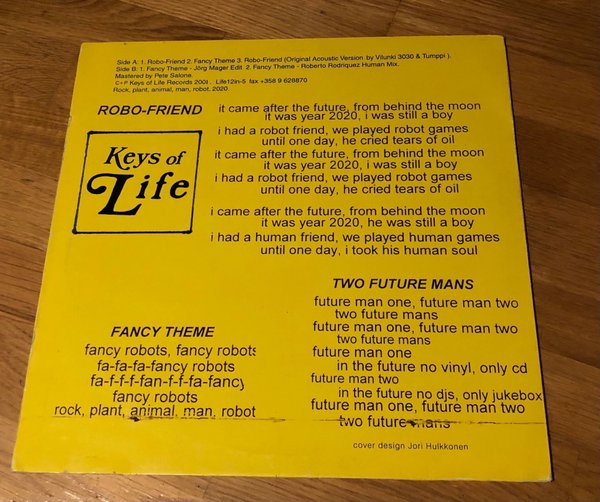 Side A: 1. Robo-Friend 2. Fancy Theme 3. Robo-Friend (Original Acoustic Version by Vilunki 3030 & Tumppi ).
Side B: 1. Fancy Theme - Jörg Mager Edit. 2. Fancy Theme - Roberto Rodriquez Human Mix.
Mastered by Pete Salone.
C+P Keys of Life Records 2001. Life12in-5 fax +358 9 628870
Rock, plant, animal, man, robot. 2020.
ROBO-FRIEND
it came after the future, from behind the moon
it was year 2020, i was still a boy
i had a robot friend, we played robot games
until one day, he cried tears of oil
it came after the future, from behind the moon
it was year 2020, i was still a boy
i had a robot friend, we played robot games
until one day, he cried tears of oil
i came after the future, from behind the moon
it was year 2020, he was still a boy
i had a human friend, we played human games
until one day, i took his human soul
Keys of
Life
TWO FUTURE MANS
future man one, future man two
two future mans
future man one, future man two
two future mans
future man one
in the future no vinyl, only cd
future man two
in the future no djs, only jukebox
future man one, future man two
two future mans
FANCY THEME
fancy robots, fancy robots
fa-fa-fa-fancy robots
fa-f-f-f-fan-f-f-fa-fancy
fancy robots
rock, plant, animal, man, robot
cover design Jori Hulkkonen